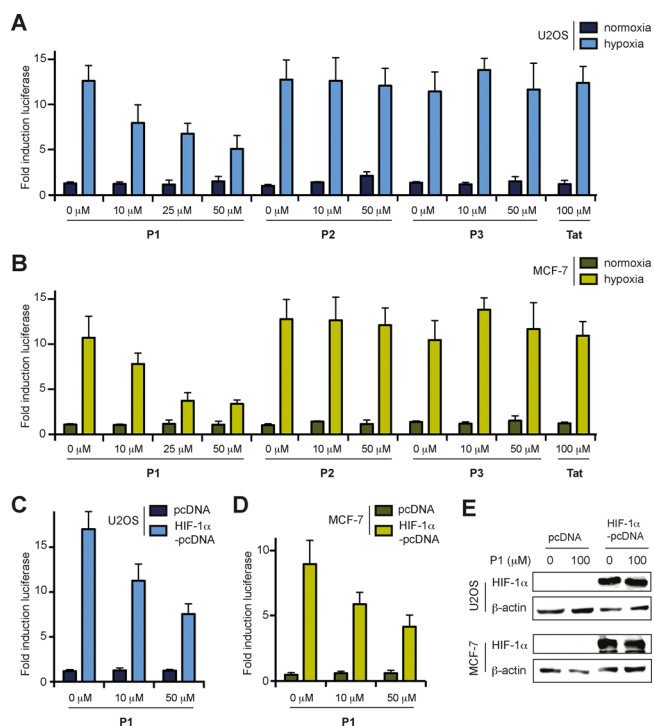 A
U2OS
normoxia
hypoxia
Fold induction luciferase
15
10
5
0
0 μM 10 μM 25 μM 50 μM 0 μM 10 μM 50 μM 0 μM 10 μM 50 μM 100 μM
P1 P2 P3 Tat
B
MCF-7
normoxia
hypoxia
Fold induction luciferase
15
10
5
0
0 μM 10 μM 25 μM 50 μM 0 μM 10 μM 50 μM 0 μM 10 μM 50 μM 100 μM
P1 P2 P3 Tat
C
U2OS
pcDNA
HIF-1α
-pcDNA
Fold induction luciferase
15
10
5
0
0 μM 10 μM 50 μM
P1
D
MCF-7
pcDNA
HIF-1α
-pcDNA
Fold induction luciferase
10
5
0
0 μM 10 μM 50 μM
P1
E
pcDNA
HIF-1α
-pcDNA
P1 (μM) 0 100 0 100
U2OS
HIF-1α
β-actin
MCF-7
HIF-1α
β-actin